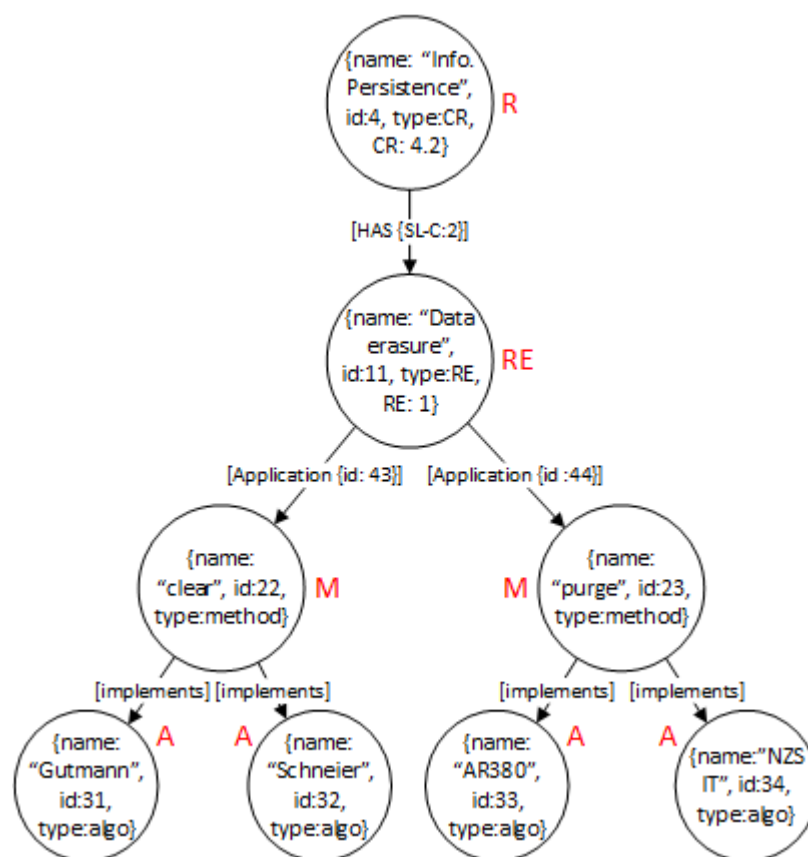 {name: “Info.
Persistence”,
id:4, type:CR,
CR: 4.2}
R
[HAS {SL-C:2}]
{name: “Data
erasure”,
id:11, type:RE,
RE: 1}
RE
[Application {id: 43}]
[Application {id :44}]
{name:
“clear”, id:22,
type:method}
M
M
{name:
“purge”, id:23,
type:method}
[implements]
[implements]
[implements]
[implements]
{name:
“Gutmann”,
id:31,
type:algo}
A
A
{name:
“Schneier”,
id:32,
type:algo}
{name:
“AR380”,
id:33,
type:algo}
A
A
{name:”NZS
IT”, id:34,
type:algo}